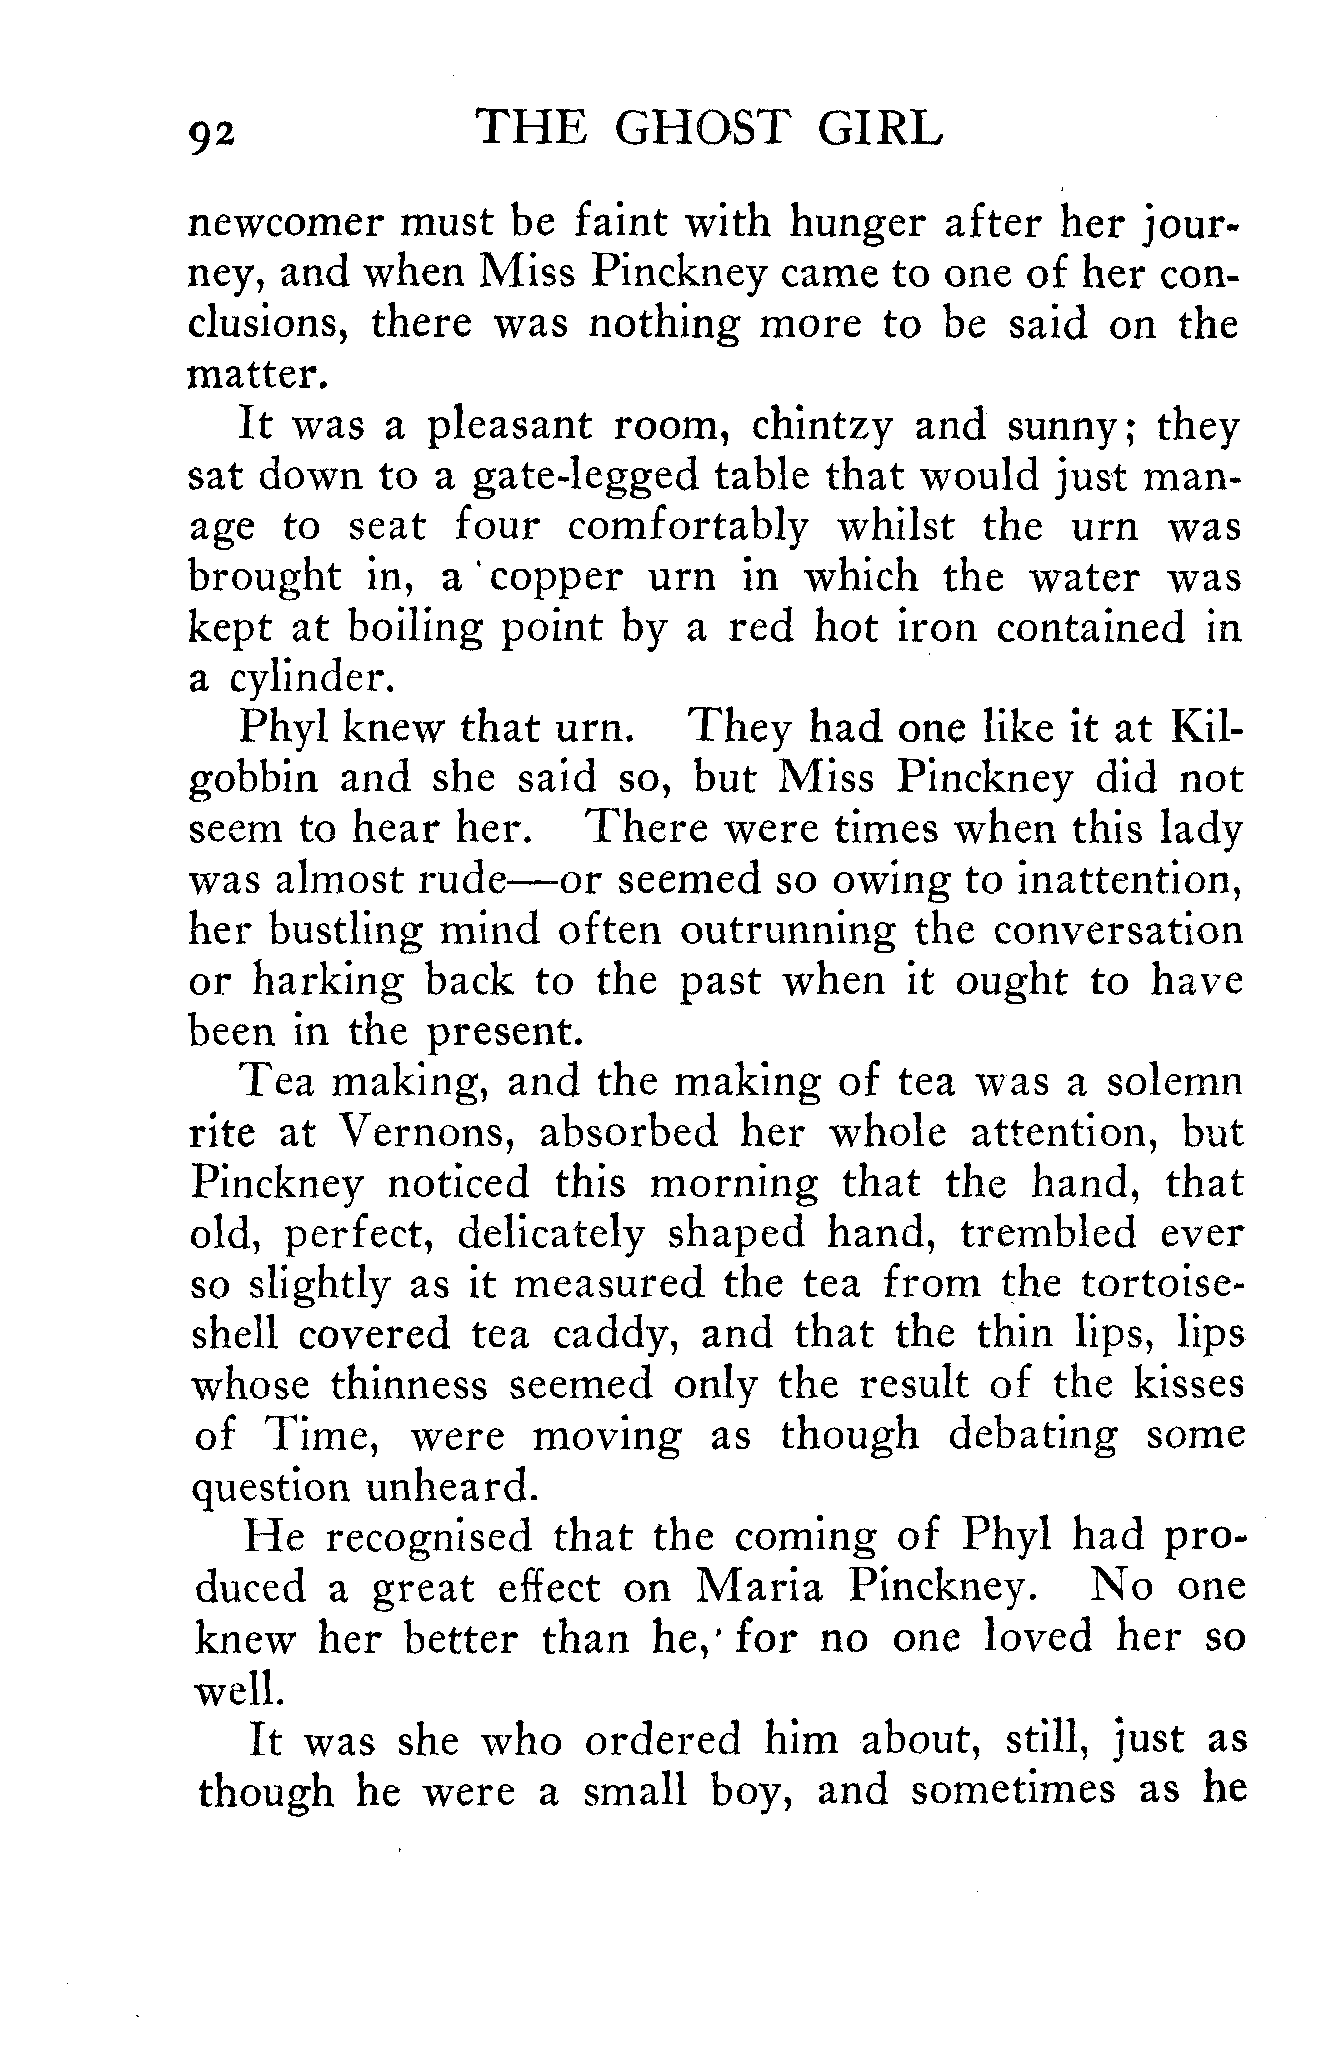 92 THE GHOST GIRL
newcomer must be faint with hunger after her jour-
ney, and when Miss Pinckney came to one of her con-
clusions, there was nothing more to be said on the
matter.
It was a pleasant room, chintzy and sunny; they
sat down to a gate-legged table that would just man-
age to seat four comfortably whilst the urn was
brought in, a copper urn in which the water was
kept at boiling point by a red hot iron contained in
a cylinder.
Phyl knew that urn. They had one like it at Kil-
gobbin and she said so, but Miss Pinckney did not
seem to hear her. There were times when this lady
was almost rude—or seemed so owing to inattention,
her bustling mind often outrunning the conversation
or harking back to the past when it ought to have
been in the present.
Tea making, and the making of tea was a solemn
rite at Vernons, absorbed her whole attention, but
Pinckney noticed this morning that the hand, that
old, perfect, delicately shaped hand, trembled ever
so slightly as it measured the tea from the tortoise-
shell covered tea caddy, and that the thin lips, lips
whose thinness seemed only the result of the kisses
of Time, were moving as though debating some
question unheard.
He recognised that the coming of Phyl had pro-
duced a great effect on Maria Pinckney. No one
knew her better than he, for no one loved her so
well.
It was she who ordered him about, still, just as
though he were a small boy, and sometimes as he